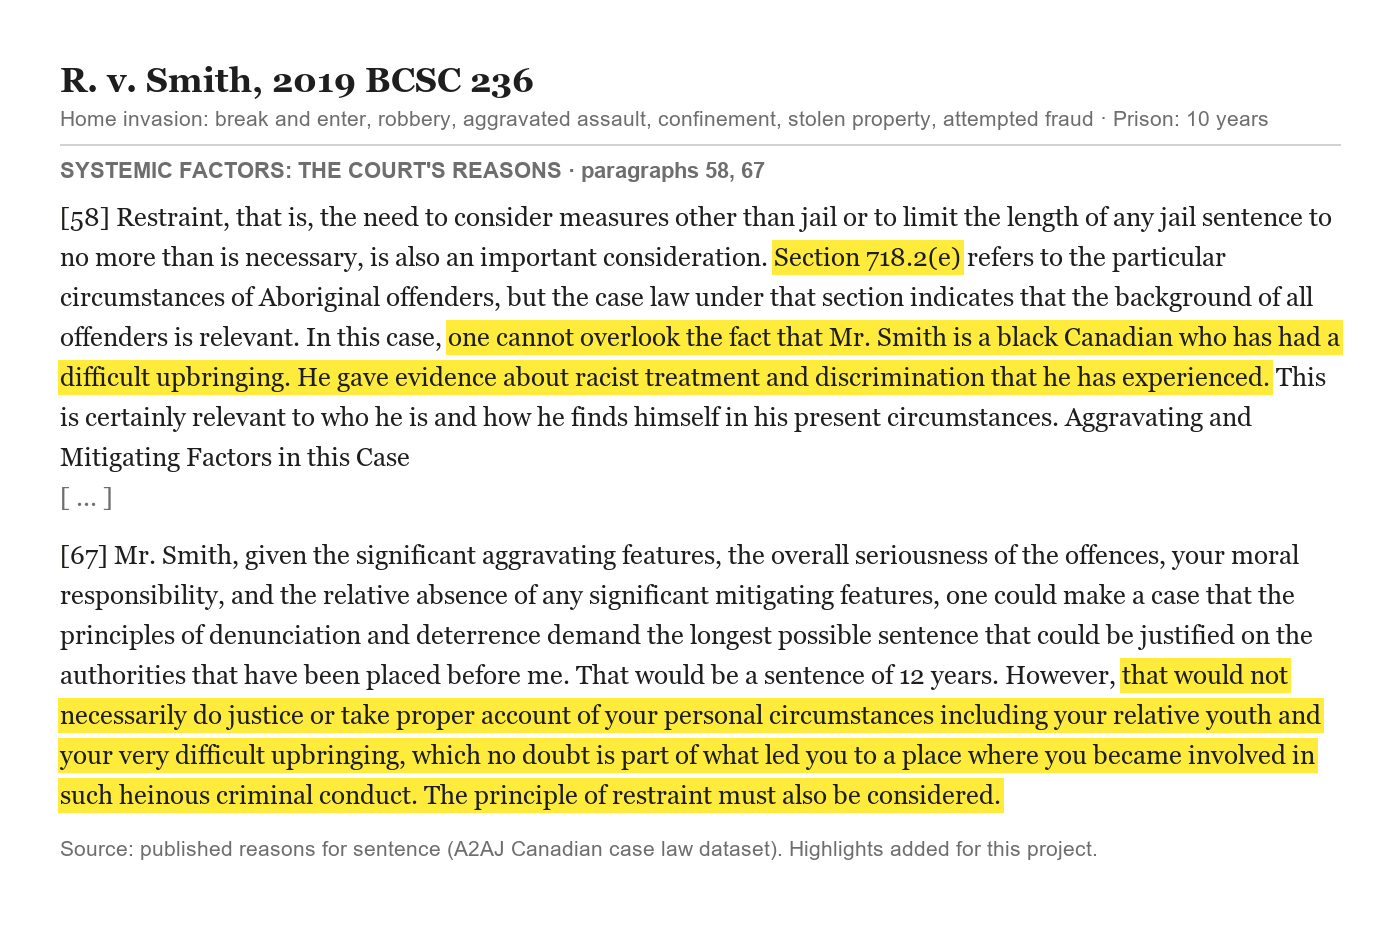 R. v. Smith, 2019 BCSC 236
Home invasion: break and enter, robbery, aggravated assault, confinement, stolen property, attempted fraud · Prison: 10 years
SYSTEMIC FACTORS: THE COURT'S REASONS · paragraphs 58, 67
[58] Restraint, that is, the need to consider measures other than jail or to limit the length of any jail sentence to
no more than is necessary, is also an important consideration. Section 718.2(e) refers to the particular
circumstances of Aboriginal offenders, but the case law under that section indicates that the background of all
offenders is relevant. In this case, one cannot overlook the fact that Mr. Smith is a black Canadian who has had a
difficult upbringing. He gave evidence about racist treatment and discrimination that he has experienced. This
is certainly relevant to who he is and how he finds himself in his present circumstances. Aggravating and
Mitigating Factors in this Case
[ ... ]
[67] Mr. Smith, given the significant aggravating features, the overall seriousness of the offences, your moral
responsibility, and the relative absence of any significant mitigating features, one could make a case that the
principles of denunciation and deterrence demand the longest possible sentence that could be justified on the
authorities that have been placed before me. That would be a sentence of 12 years. However, that would not
necessarily do justice or take proper account of your personal circumstances including your relative youth and
your very difficult upbringing, which no doubt is part of what led you to a place where you became involved in
such heinous criminal conduct. The principle of restraint must also be considered.
Source: published reasons for sentence (A2AJ Canadian case law dataset). Highlights added for this project.